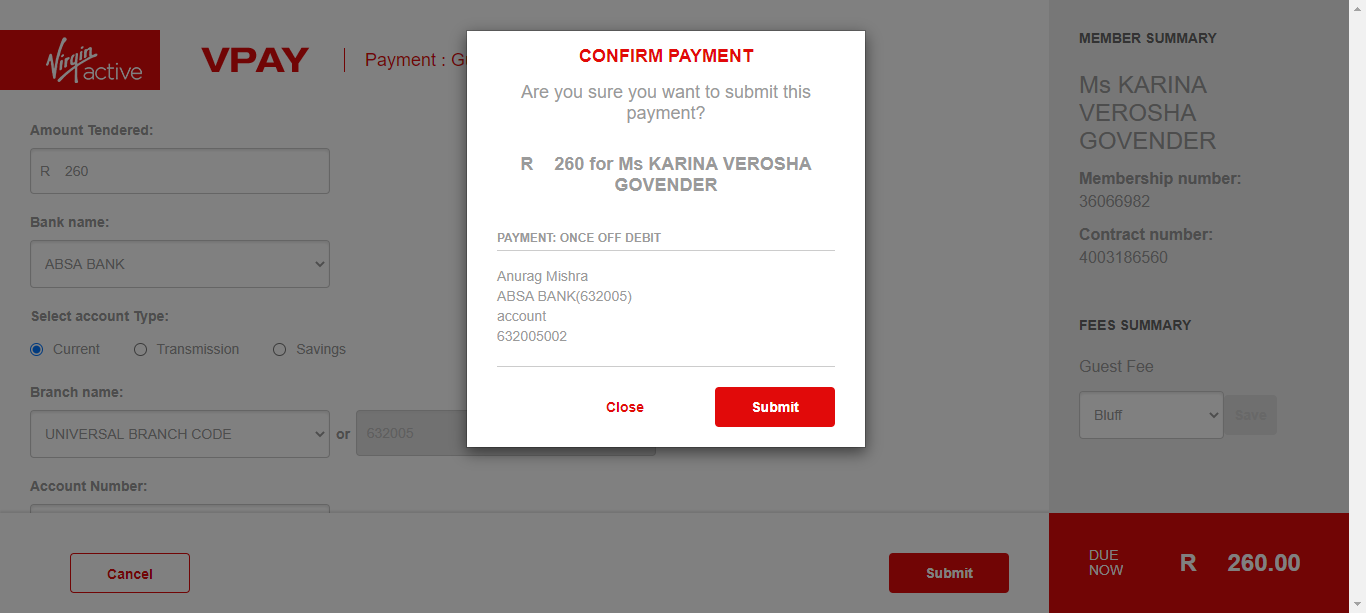 Virgin active
VPAY
Payment : G
Amount Tendered:
R 260
Bank name:
ABSA BANK
Select account Type:
Current Transmission Savings
Branch name:
UNIVERSAL BRANCH CODE or 632005
Account Number:
Cancel
Submit
CONFIRM PAYMENT
Are you sure you want to submit this
payment?
R 260 for Ms KARINA VEROSHA
GOVENDER
PAYMENT: ONCE OFF DEBIT
Anurag Mishra
ABSA BANK(632005)
account
632005002
Close Submit
MEMBER SUMMARY
Ms KARINA
VEROSHA
GOVENDER
Membership number:
36066982
Contract number:
4003186560
FEES SUMMARY
Guest Fee
Bluff Save
DUE
NOW
R 260.00